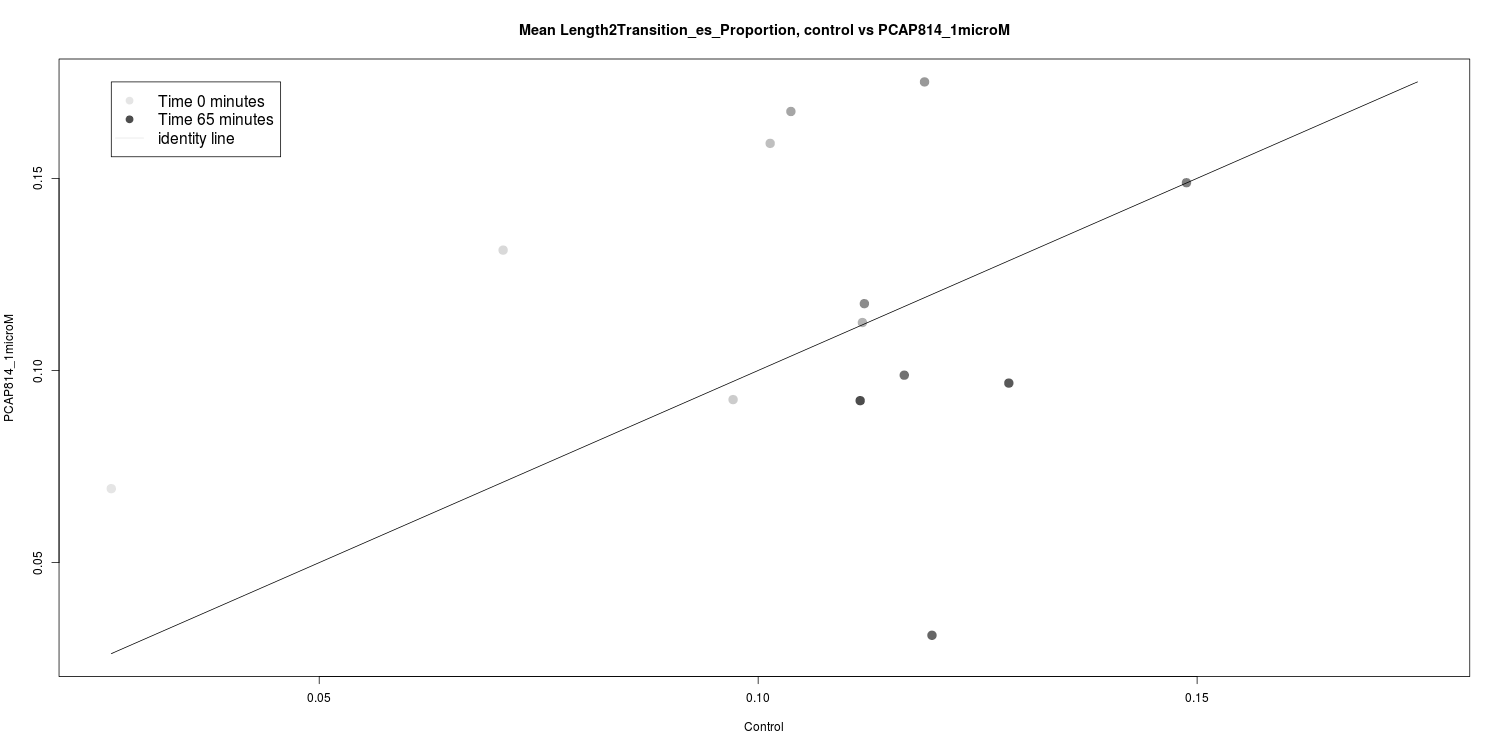 Mean Length2Transition_es_Proportion, control vs PCAP814_1microM
Time 0 minutes
Time 65 minutes
identity line
PCAP814_1microM
0.15
0.10
0.05
0.05
0.10
0.15
Control